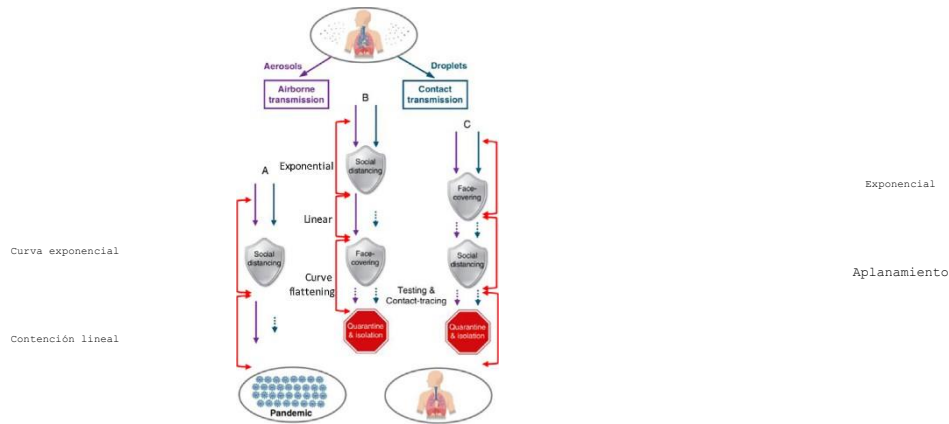 Aerosols
Droplets
Airborne
transmission
Contact
transmission
B
C
A
Exponential
Social
distancing
Face-
covering
Exponencial
Linear
Curva exponencial
Social
distancing
Face-
covering
Social
distancing
Aplanamiento
Curve
flattening
Testing &
Contact-tracing
Contención lineal
Quarantine
& isolation
Quarantine
& isolation
Pandemic